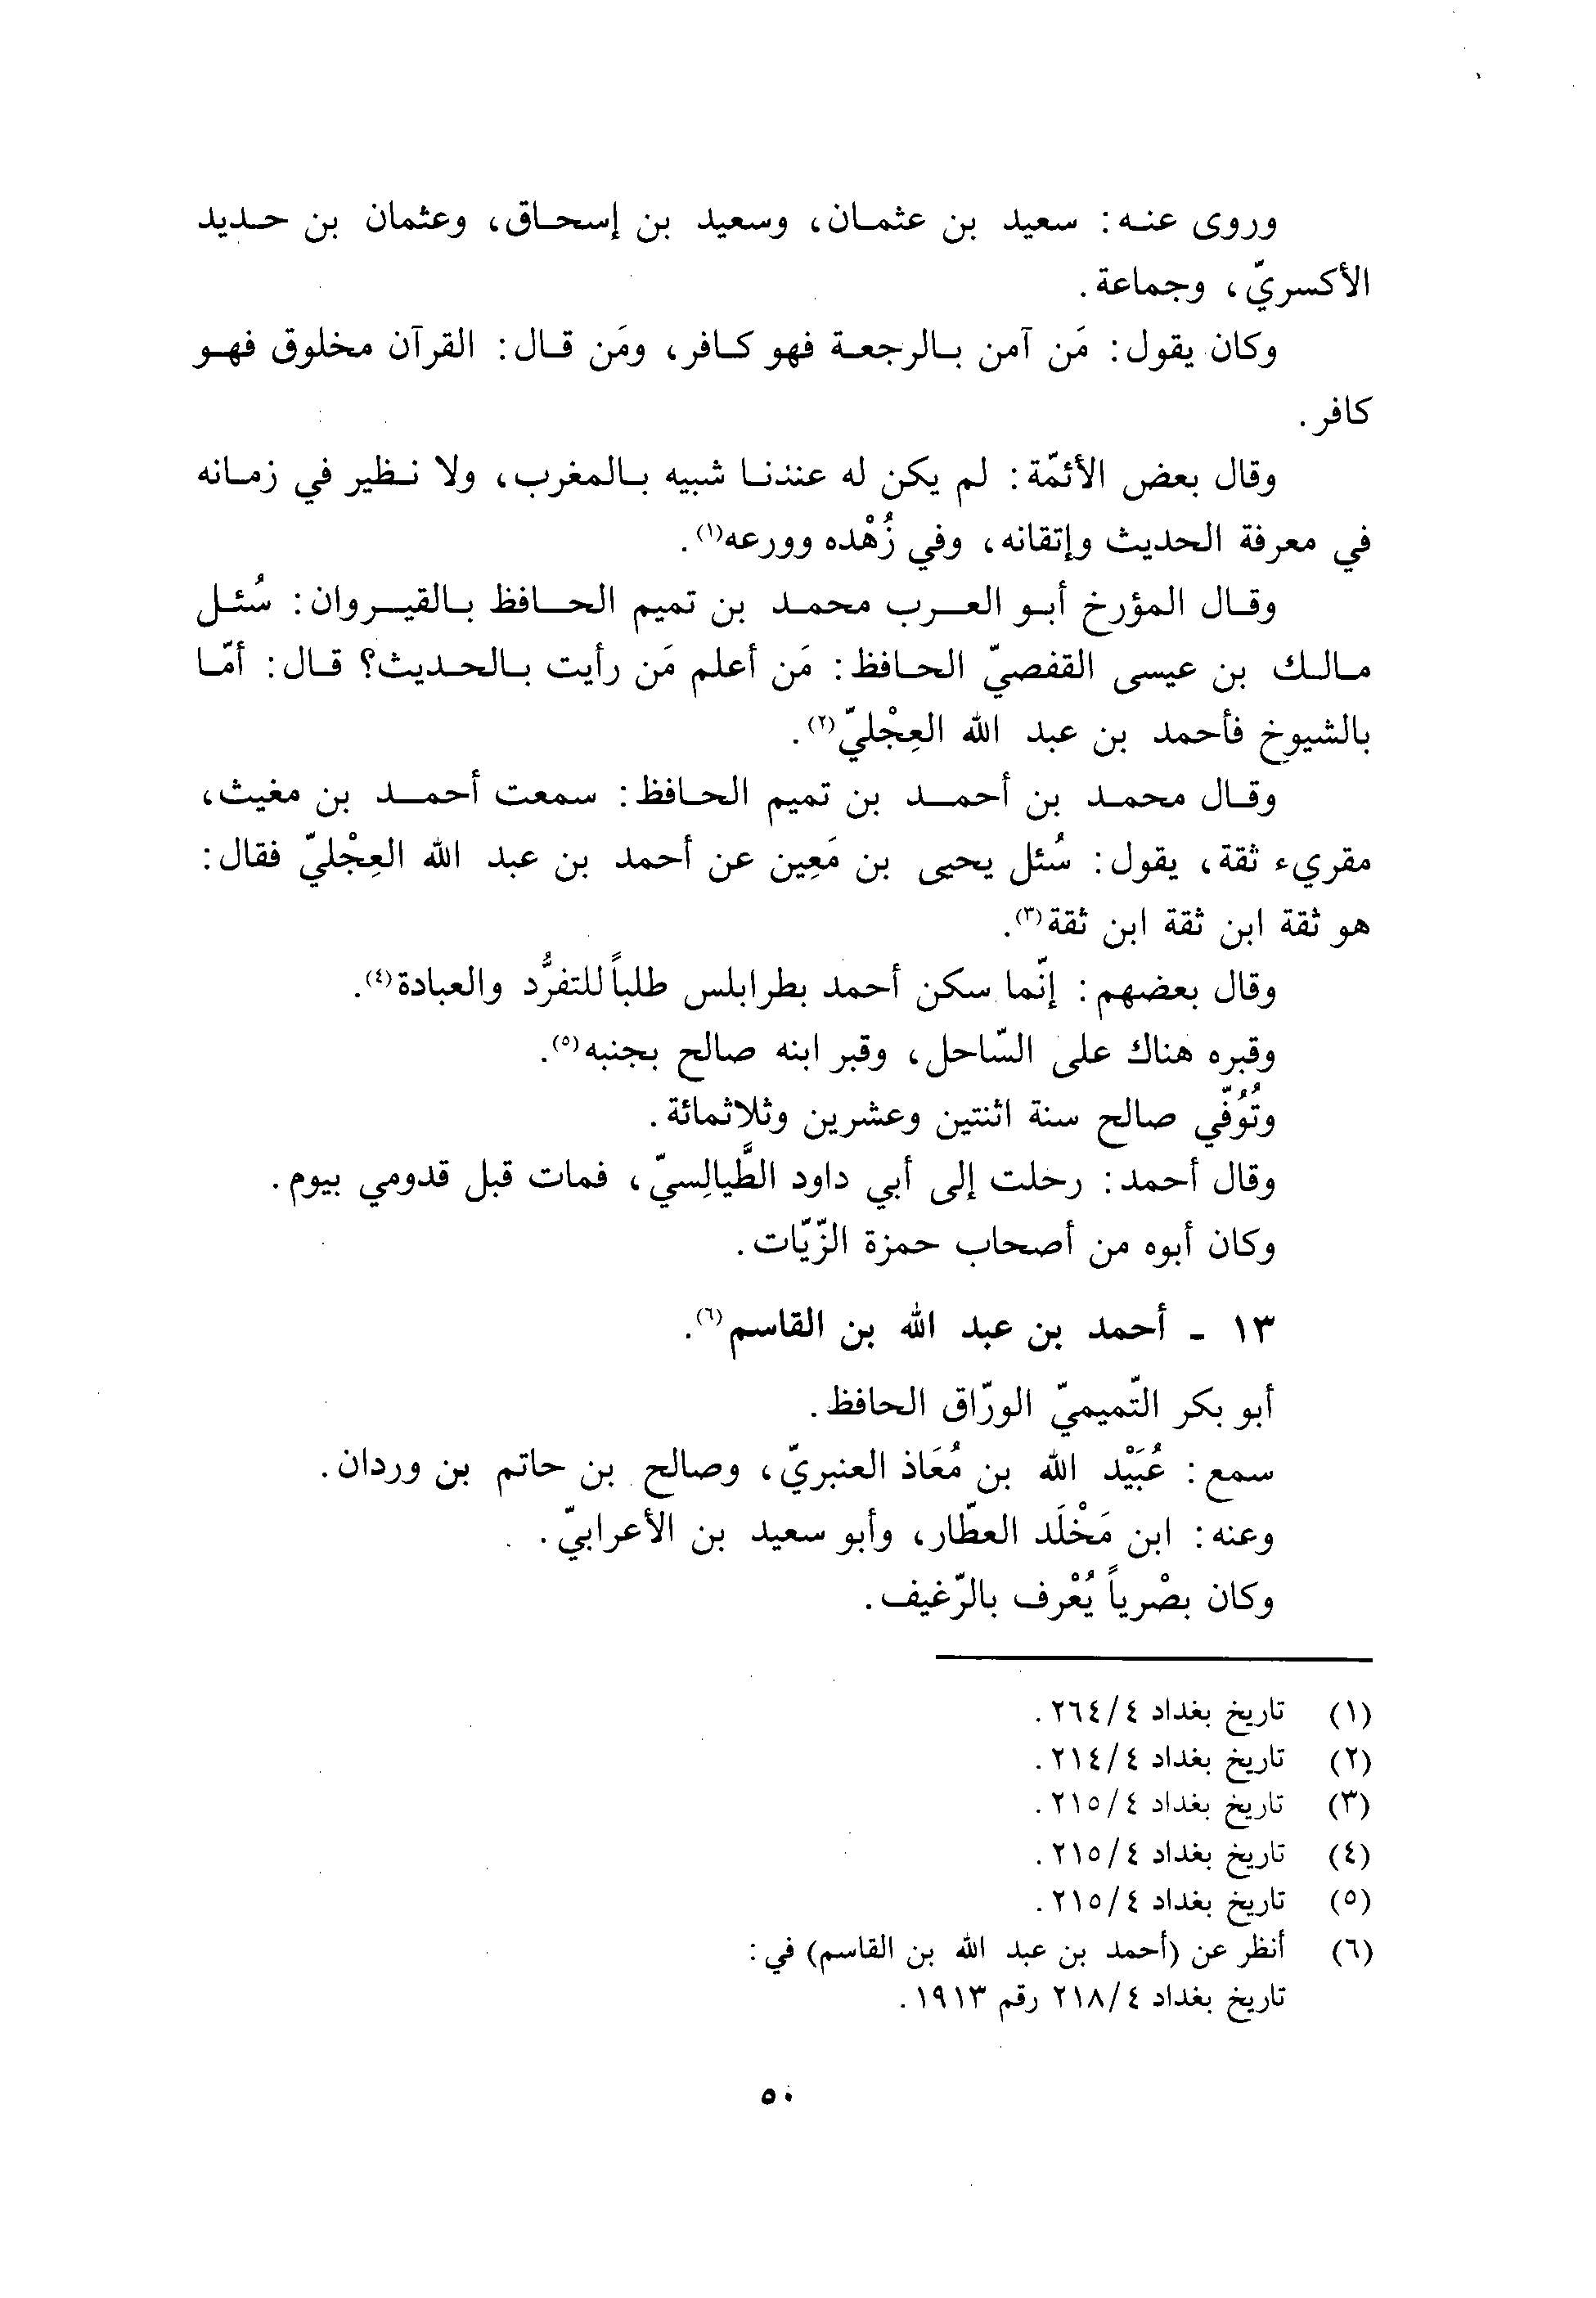 وروى عنه: سعيد بن عثمان، وسعيد بن إسحاق، وعثمان بن حديد
الأكسريّ، وجماعة.
وكان يقول: مَن آمن بالرجعة فهو كافر، ومَن قال: القرآن مخلوق فهو
كافر.
وقال بعض الأئمّة: لم يكن له عندنا شبيه بالمغرب، ولا نظير في زمانه
في معرفة الحديث وإتقانه، وفي زُهْده وورعه(١).
وقال المؤرخ أبو العرب محمد بن تميم الحافظ بالقيروان: سُئل
مالك بن عيسى القفصيّ الحافظ: مَن أعلم مَن رأيت بالحديث؟ قال: أمّا
بالشيوخ فأحمد بن عبد الله العِجْليّ(٢).
وقال محمد بن أحمد بن تميم الحافظ: سمعت أحمد بن مغيث،
مقريء ثقة، يقول: سُئل يحيى بن مَعِين عن أحمد بن عبد الله العِجْليّ فقال:
هو ثقة ابن ثقة ابن ثقة(٣).
وقال بعضهم: إنّما سكن أحمد بطرابلس طلباً للتفرُّد والعبادة(٤).
وقبره هناك على السّاحل، وقبر ابنه صالح بجنبه(٥).
وتُوُفّي صالح سنة اثنتين وعشرين وثلاثمائة.
وقال أحمد: رحلت إلى أبي داود الطَّيالِسيّ، فمات قبل قدومي بيوم.
وكان أبوه من أصحاب حمزة الزّيّات.
١٣ - أحمد بن عبد الله بن القاسم(٦).
أبو بكر التّميميّ الورّاق الحافظ.
سمع: عُبَيْد الله بن مُعَاذ العنبريّ، وصالح بن حاتم بن وردان.
وعنه: ابن مَخْلَد العطّار، وأبو سعيد بن الأعرابيّ.
وكان بصْرياً يُعْرف بالرّغيف.
(١) تاريخ بغداد ٢٦٤/٤.
(٢) تاريخ بغداد ٢١٤/٤.
(٣) تاريخ بغداد ٢١٥/٤.
(٤) تاريخ بغداد ٢١٥/٤.
(٥) تاريخ بغداد ٢١٥/٤.
(٦) أنظر عن (أحمد بن عبد الله بن القاسم) في:
تاريخ بغداد ٢١٨/٤ رقم ١٩١٣.
٥٠